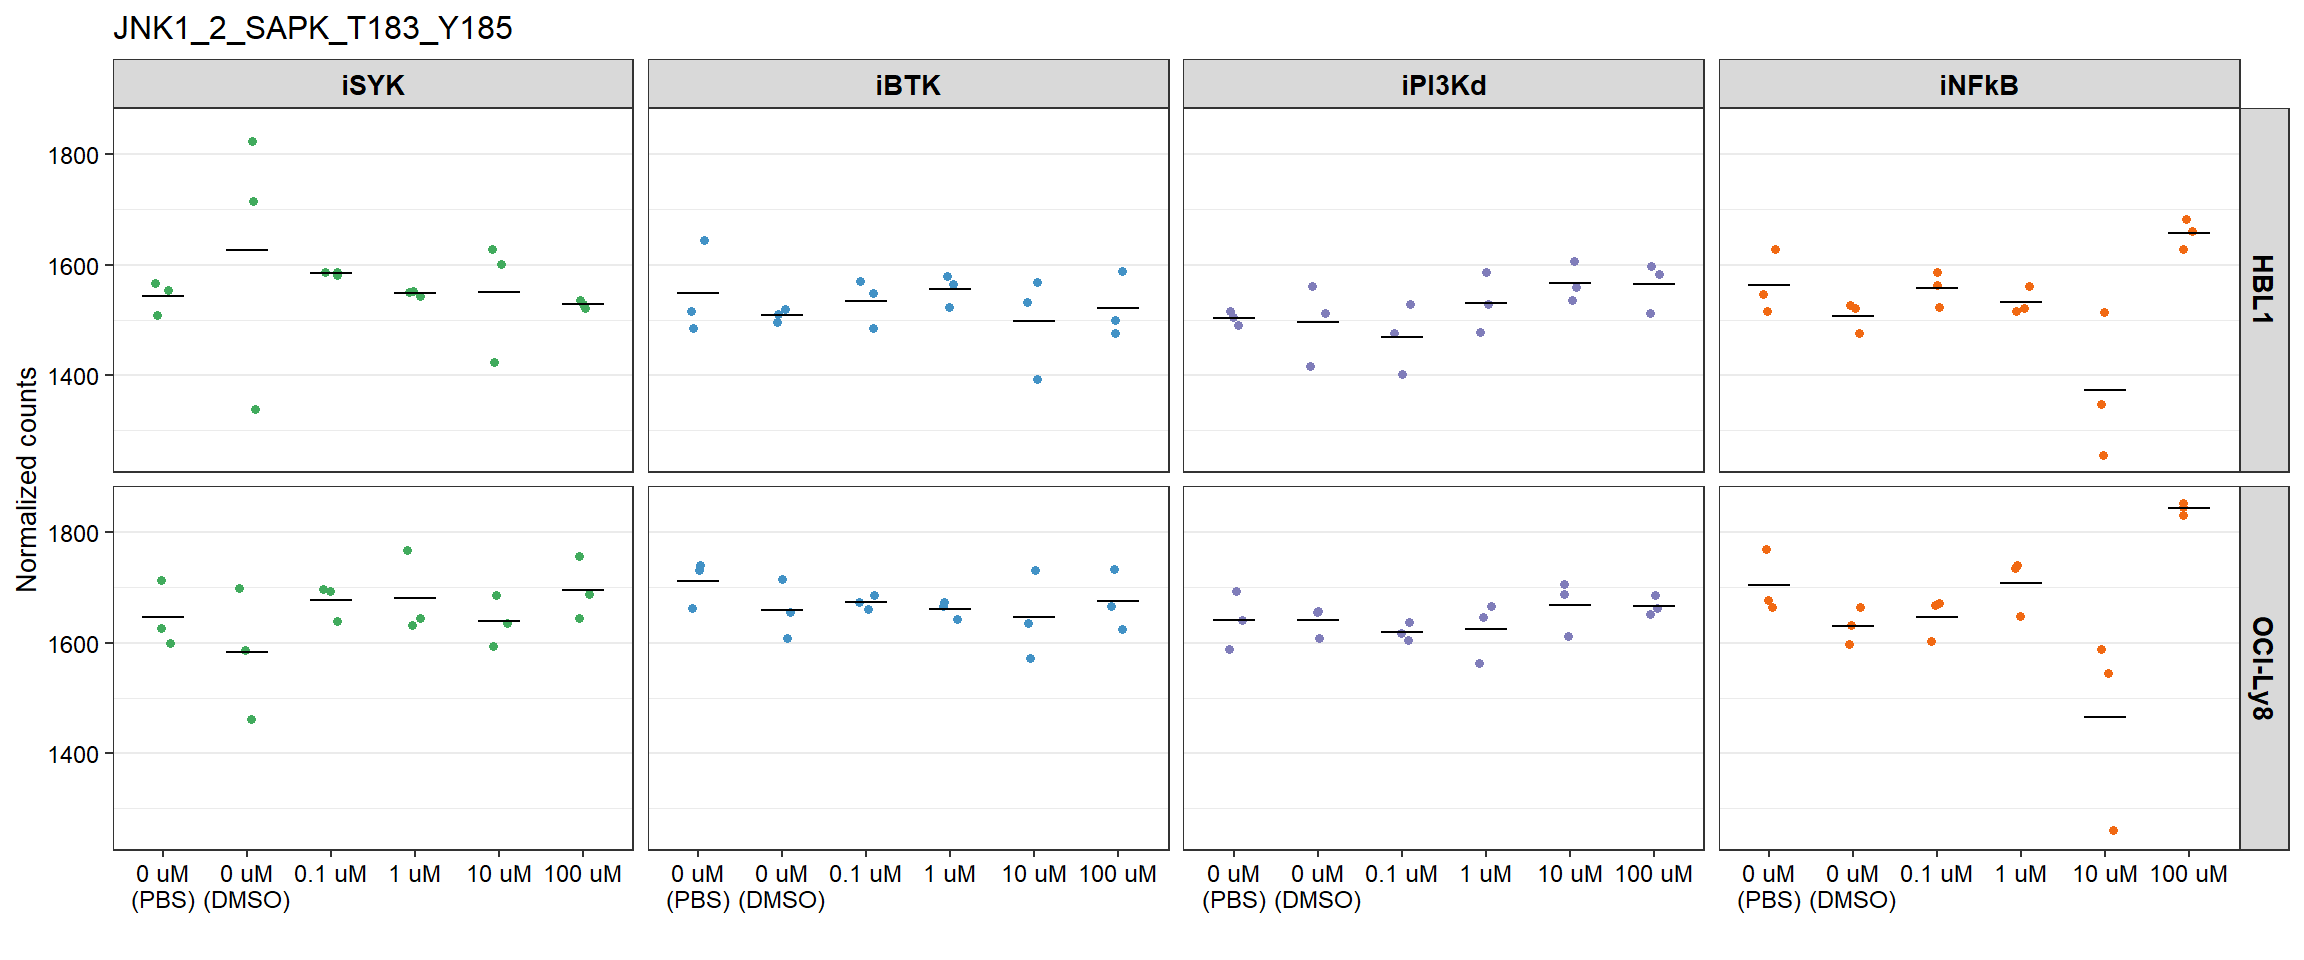 JNK1_2_SAPK_T183_Y185
iSYK iBTK iPI3Kd iNFkB
Normalized counts
1800
1600
1400
HBL1
1800
1600
1400
OCI-Ly8
0 uM 0 uM 0.1 uM 1 uM 10 uM 100 uM 0 uM 0 uM 0.1 uM 1 uM 10 uM 100 uM 0 uM 0 uM 0.1 uM 1 uM 10 uM 100 uM 0 uM 0 uM 0.1 uM 1 uM 10 uM 100 uM
(PBS) (DMSO) (PBS) (DMSO) (PBS) (DMSO) (PBS) (DMSO)